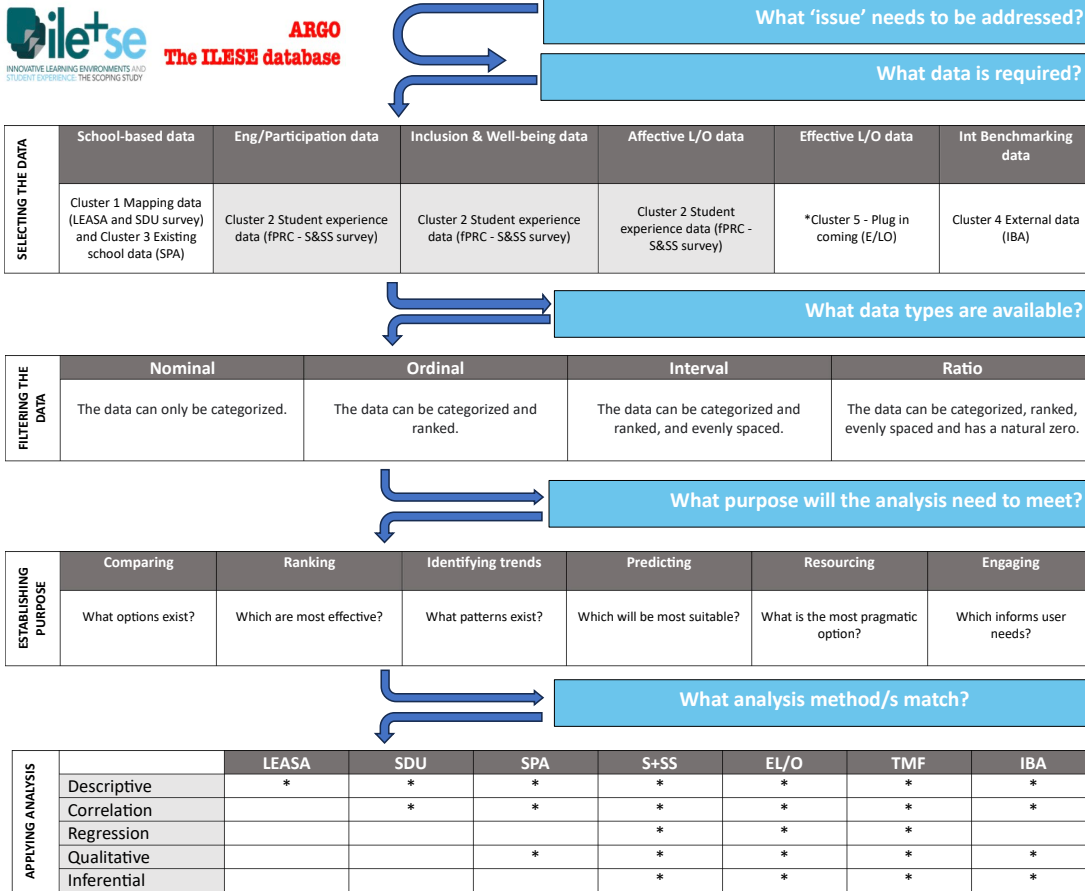 ile+se
INNOVATIVE LEARNING ENVIRONMENTS AND
STUDENT EXPERIENCE: THE SCOPING STUDY
ARGO
The ILESE database
What ‘issue’ needs to be addressed?
What data is required?
SELECTING THE DATA
School-based data
Eng/Participation data
Inclusion & Well-being data
Affective L/O data
Effective L/O data
Int Benchmarking
data
Cluster 1 Mapping data
(LEASA and SDU survey)
and Cluster 3 Existing
school data (SPA)
Cluster 2 Student experience
data (fPRC - S&SS survey)
Cluster 2 Student experience
data (fPRC - S&SS survey)
Cluster 2 Student
experience data (fPRC -
S&SS survey)
*Cluster 5 - Plug in
coming (E/LO)
Cluster 4 External data
(IBA)
What data types are available?
FILTERING THE
DATA
Nominal
Ordinal
Interval
Ratio
The data can only be categorized.
The data can be categorized and
ranked.
The data can be categorized and
ranked, and evenly spaced.
The data can be categorized, ranked,
evenly spaced and has a natural zero.
What purpose will the analysis need to meet?
ESTABLISHING
PURPOSE
Comparing
Ranking
Identifying trends
Predicting
Resourcing
Engaging
What options exist?
Which are most effective?
What patterns exist?
Which will be most suitable?
What is the most pragmatic
option?
Which informs user
needs?
What analysis method/s match?
APPLYING ANALYSIS
LEASA SDU SPA S+SS EL/O TMF IBA
Descriptive * * * * * * *
Correlation * * * * * *
Regression * * *
Qualitative * * * * *
Inferential * * * *